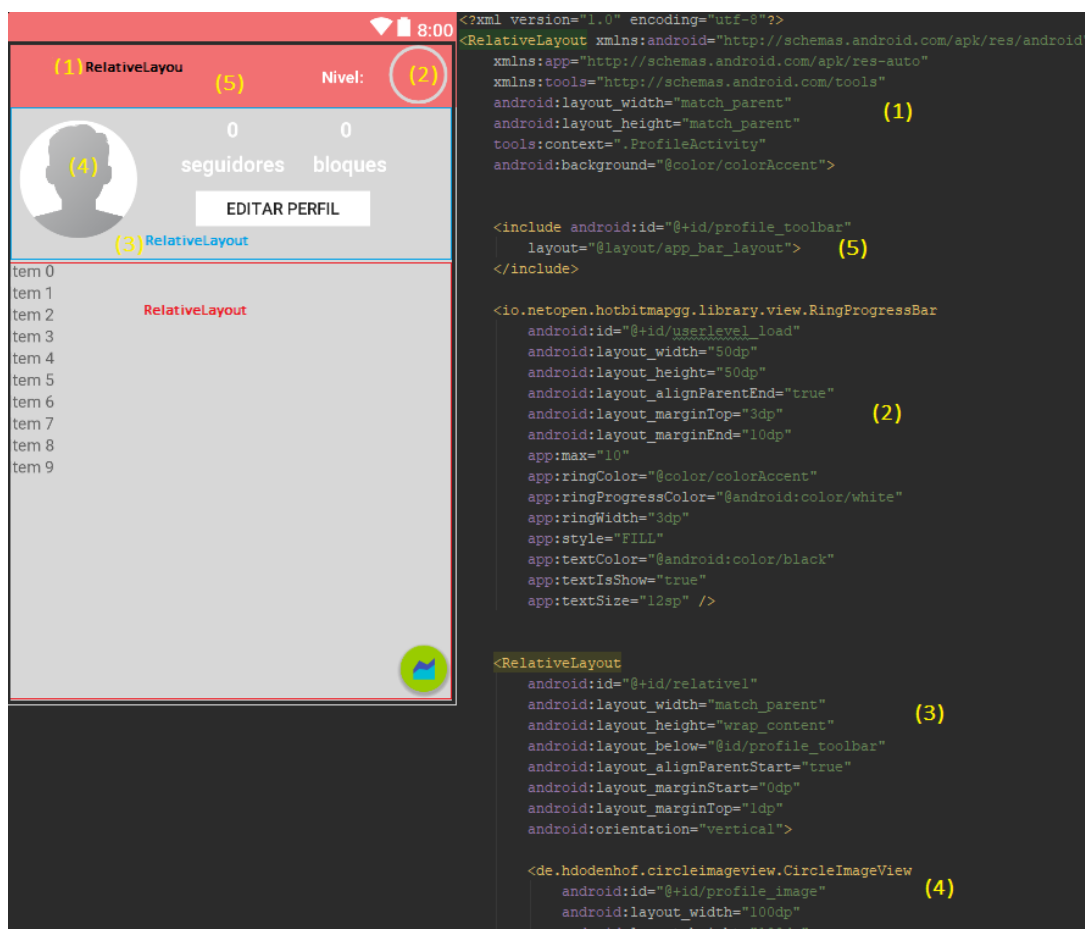 8:00
(1) RelativeLayou
(5)
Nivel:
(2)
0 0
seguidores bloques
(4)
EDITAR PERFIL
(3) RelativeLayout
tem 0
tem 1
RelativeLayout
tem 2
tem 3
tem 4
tem 5
tem 6
tem 7
tem 8
tem 9
<?xml version="1.0" encoding="utf-8"?>
<RelativeLayout xmlns:android="http://schemas.android.com/apk/res/android"
xmlns:app="http://schemas.android.com/apk/res-auto"
xmlns:tools="http://schemas.android.com/tools"
android:layout_width="match_parent"
(1)
android:layout_height="match_parent"
tools:context=".ProfileActivity"
android:background="@color/colorAccent">
<include android:id="@+id/profile_toolbar"
layout="@layout/app_bar_layout"> (5)
</include>
<io.netopen.hotbitmapgg.library.view.RingProgressBar
android:id="@+id/userlevel_load"
android:layout_width="50dp"
android:layout_height="50dp"
android:layout_alignParentEnd="true"
android:layout_marginTop="3dp" (2)
android:layout_marginEnd="10dp"
app:max="10"
app:ringColor="@color/colorAccent"
app:ringProgressColor="@android:color/white"
app:ringWidth="3dp"
app:style="FILL"
app:textColor="@android:color/black"
app:textIsShow="true"
app:textSize="12sp" />
<RelativeLayout
android:id="@+id/relative1"
android:layout_width="match_parent"
(3)
android:layout_height="wrap_content"
android:layout_below="@id/profile_toolbar"
android:layout_alignParentStart="true"
android:layout_marginStart="0dp"
android:layout_marginTop="1dp"
android:orientation="vertical">
<de.hdodenhof.circleimageview.CircleImageView
android:id="@+id/profile_image" (4)
android:layout_width="100dp"